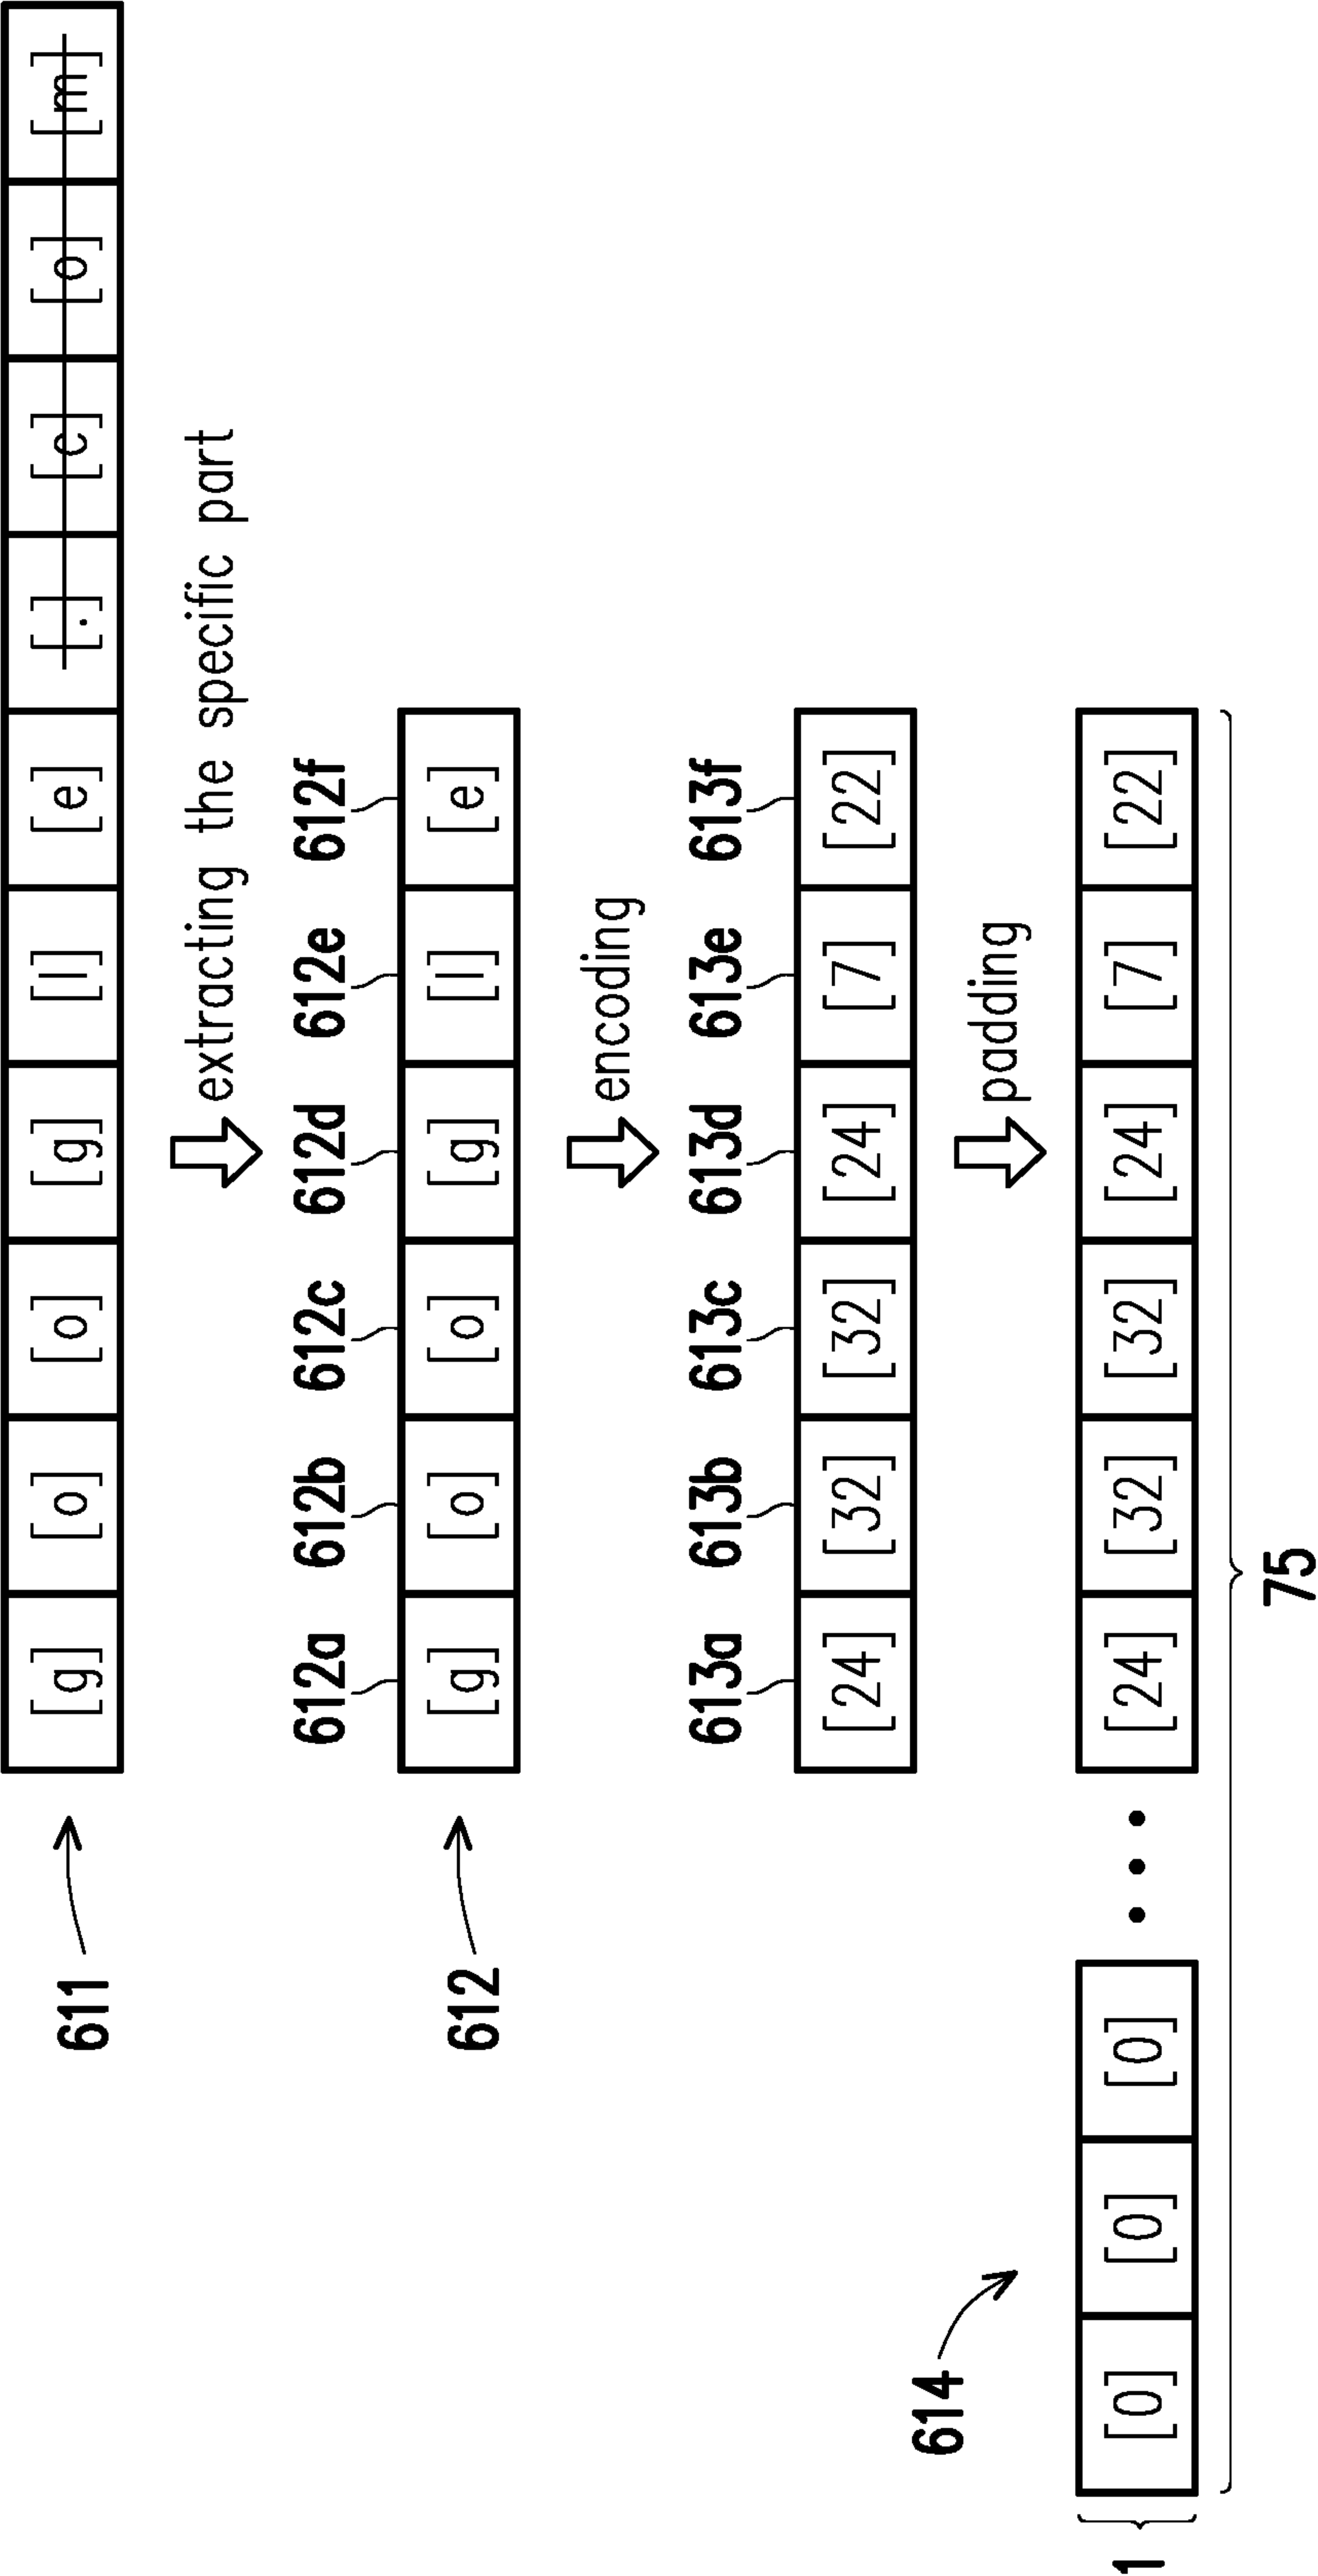 611 [g] [o] [o] [g] [l] [e] [.] [c] [o] [m]
extracting the specific part
612a 612b 612c 612d 612e 612f
612 [g] [o] [o] [g] [l] [e]
encoding
613a 613b 613c 613d 613e 613f
[24] [32] [32] [24] [7] [22]
padding
614
1 [0] [0] [0] ••• [24] [32] [32] [24] [7] [22]
75